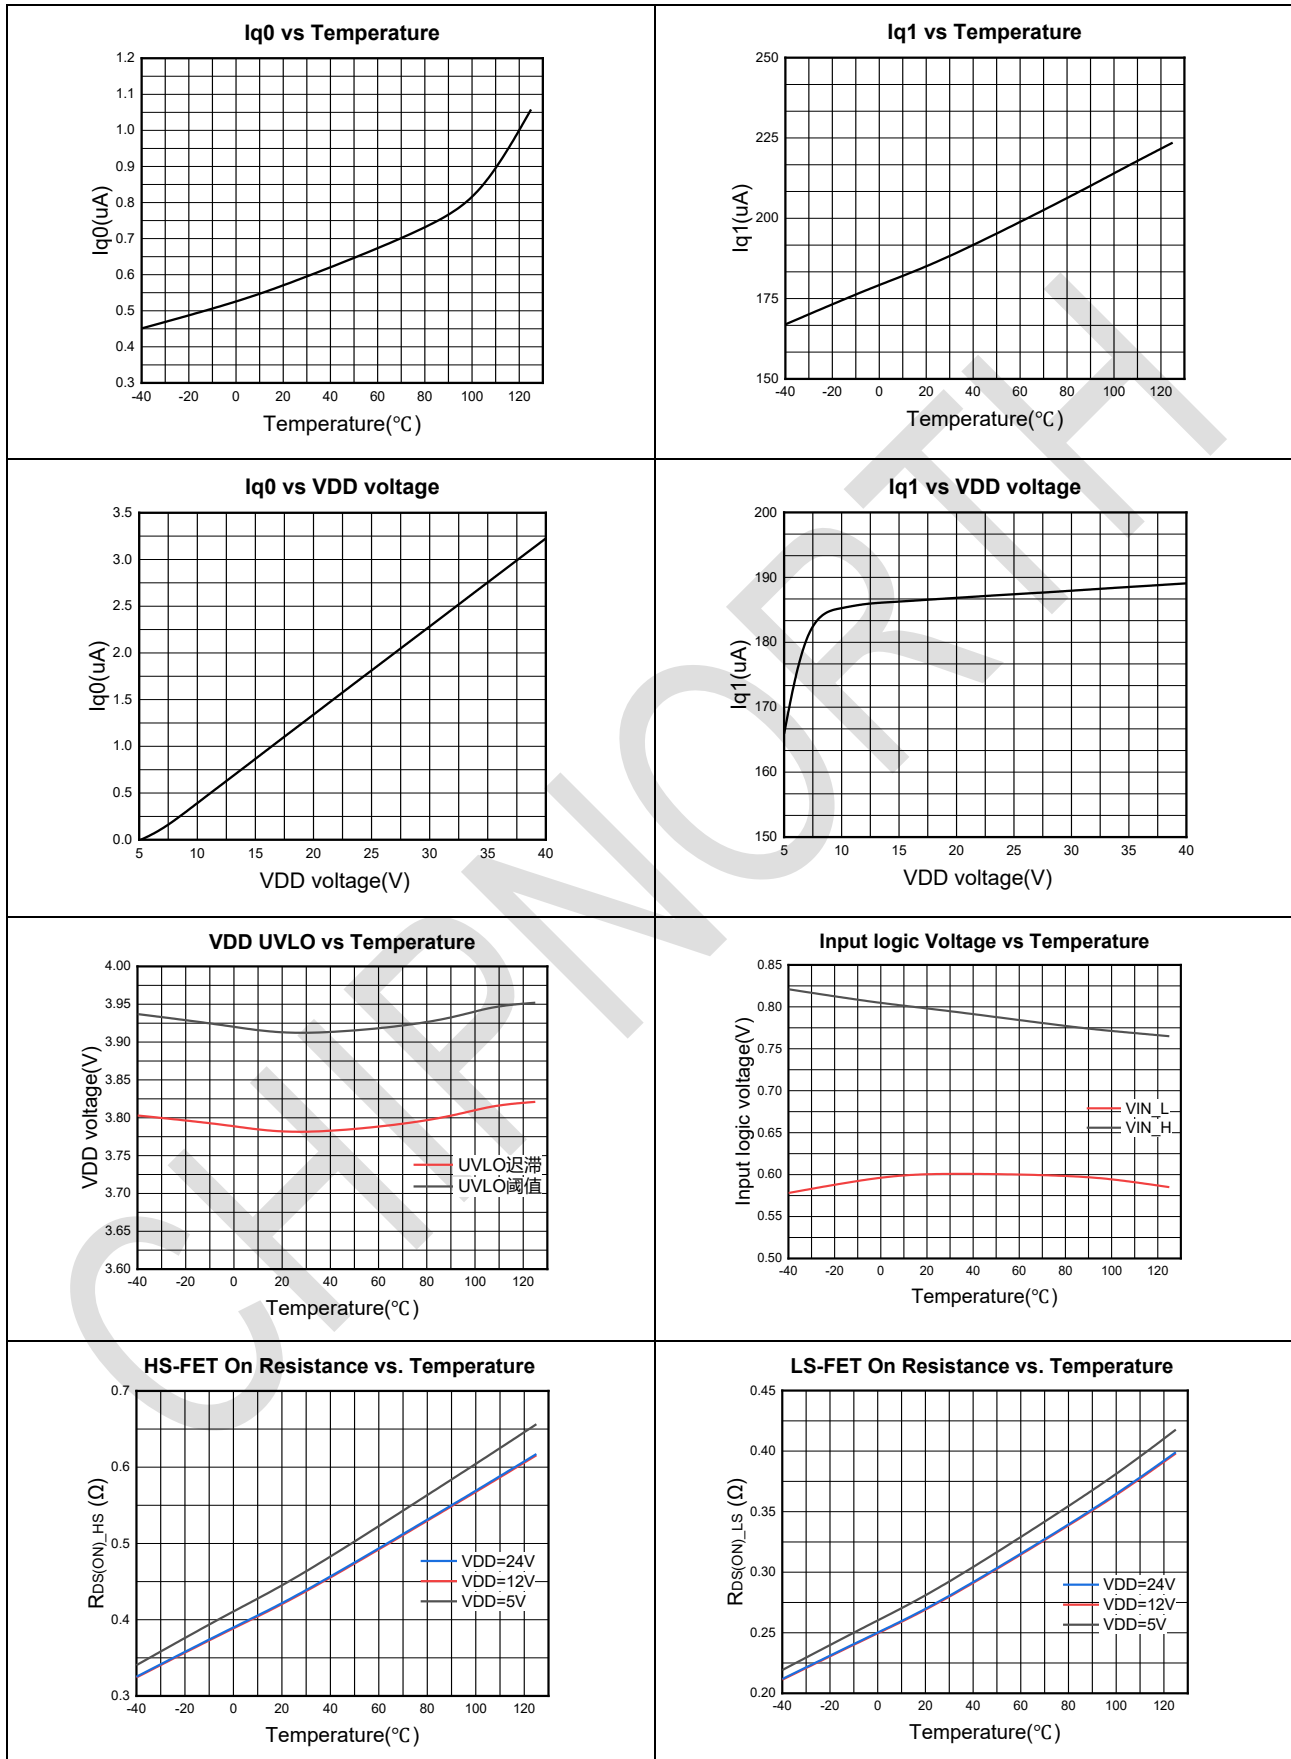 Iq0 vs Temperature
Iq0(uA)
1.2
1.1
1.0
0.9
0.8
0.7
0.6
0.5
0.4
0.3
-40 -20 0 20 40 60 80 100 120
Temperature(℃)
Iq1 vs Temperature
Iq1(uA)
250
225
200
175
150
-40 -20 0 20 40 60 80 100 120
Temperature(℃)
Iq0 vs VDD voltage
Iq0(uA)
3.5
3.0
2.5
2.0
1.5
1.0
0.5
0.0
5 10 15 20 25 30 35 40
VDD voltage(V)
Iq1 vs VDD voltage
Iq1(uA)
200
190
180
170
160
150
5 10 15 20 25 30 35 40
VDD voltage(V)
VDD UVLO vs Temperature
VDD voltage(V)
4.00
3.95
3.90
3.85
3.80
3.75
3.70
3.65
3.60
UVLO迟滞
UVLO阈值
-40 -20 0 20 40 60 80 100 120
Temperature(℃)
Input logic Voltage vs Temperature
Input logic voltage(V)
0.85
0.80
0.75
0.70
0.65
0.60
0.55
0.50
VIN_L
VIN_H
-40 -20 0 20 40 60 80 100 120
Temperature(℃)
HS-FET On Resistance vs. Temperature
RDS(ON)_HS (Ω)
0.7
0.6
0.5
0.4
0.3
VDD=24V
VDD=12V
VDD=5V
-40 -20 0 20 40 60 80 100 120
Temperature(℃)
LS-FET On Resistance vs. Temperature
RDS(ON)_LS (Ω)
0.45
0.40
0.35
0.30
0.25
0.20
VDD=24V
VDD=12V
VDD=5V
-40 -20 0 20 40 60 80 100 120
Temperature(℃)
CHIPNORTH